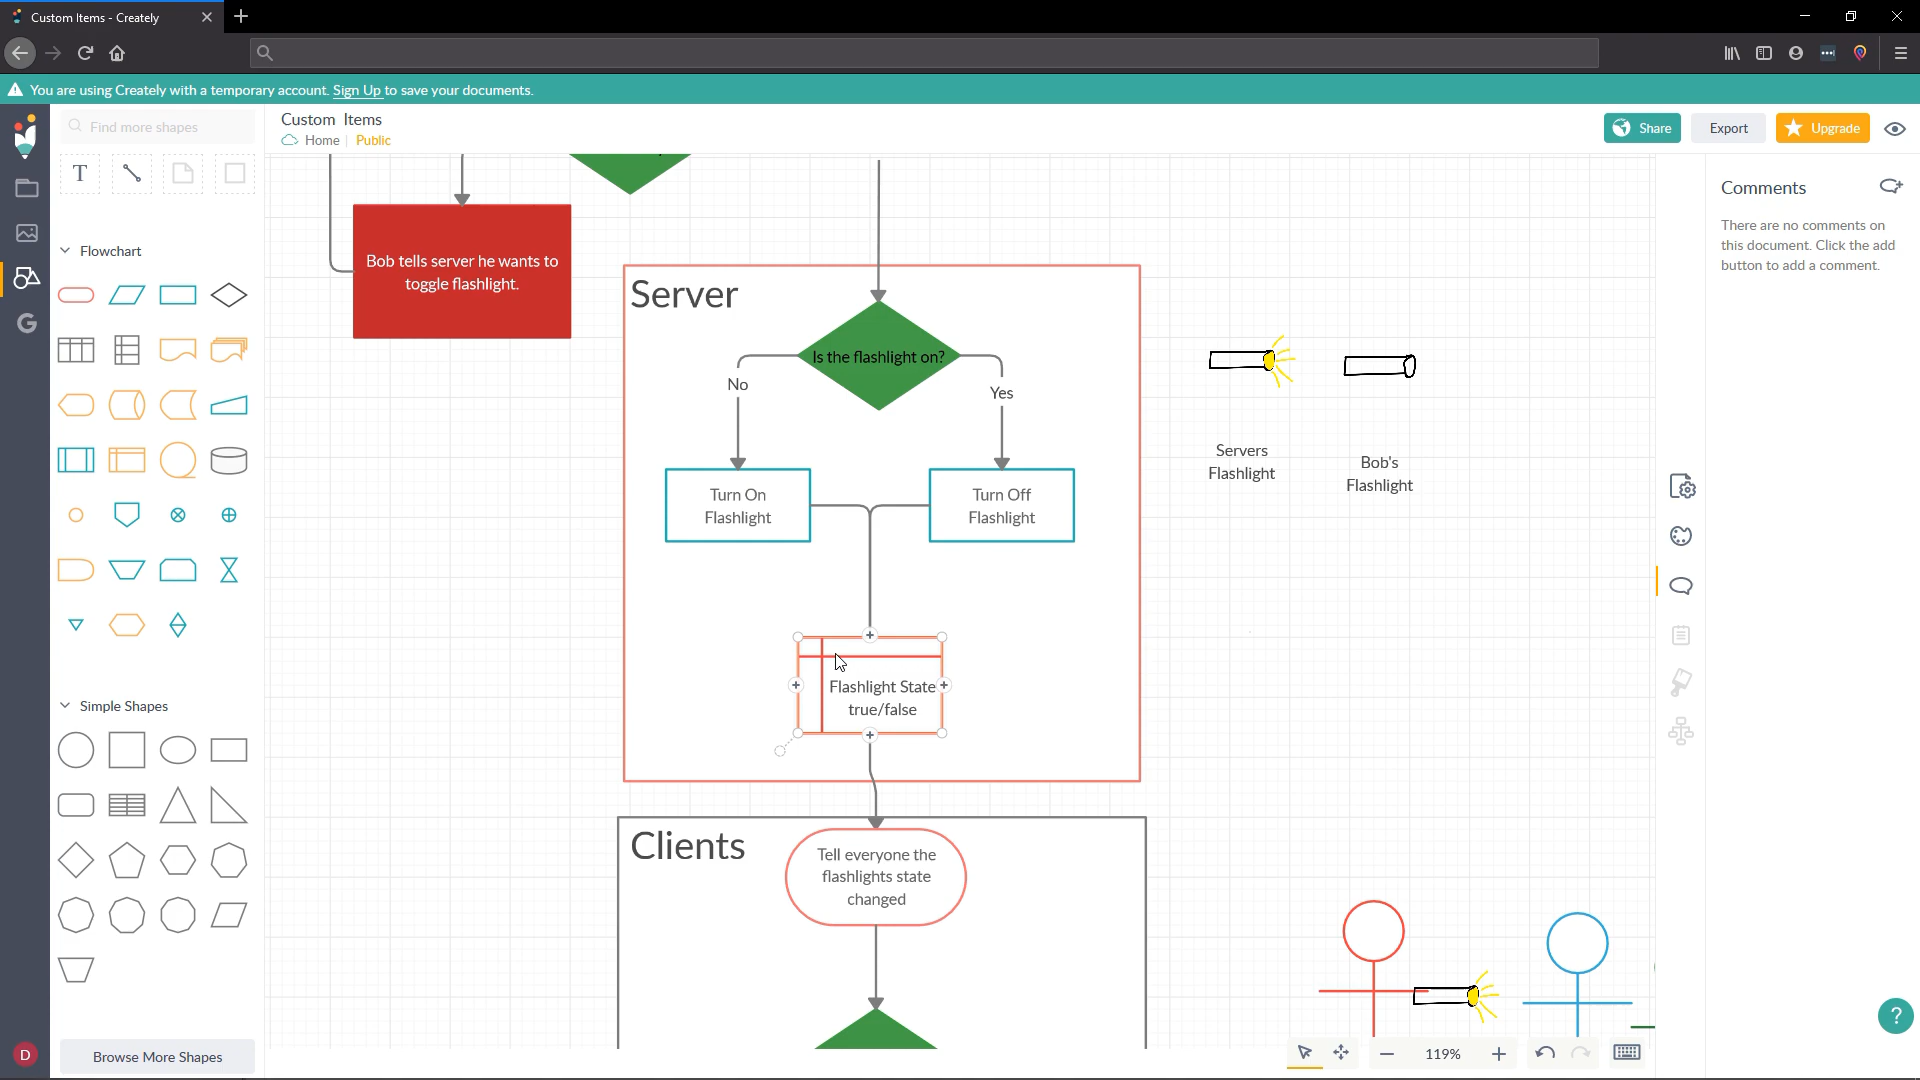 Custom Items - Creately
You are using Creately with a temporary account. Sign Up to save your documents.
Find more shapes
Custom Items
Home
Public
Share
Export
Upgrade
T
Flowchart
Simple Shapes
Browse More Shapes
D
Comments
There are no comments on
this document. Click the add
button to add a comment.
Bob tells server he wants to
toggle flashlight.
Server
Is the flashlight on?
No
Yes
Turn On
Flashlight
Turn Off
Flashlight
Flashlight State
true/false
Servers
Flashlight
Bob's
Flashlight
Clients
Tell everyone the
flashlights state
changed
119%
?